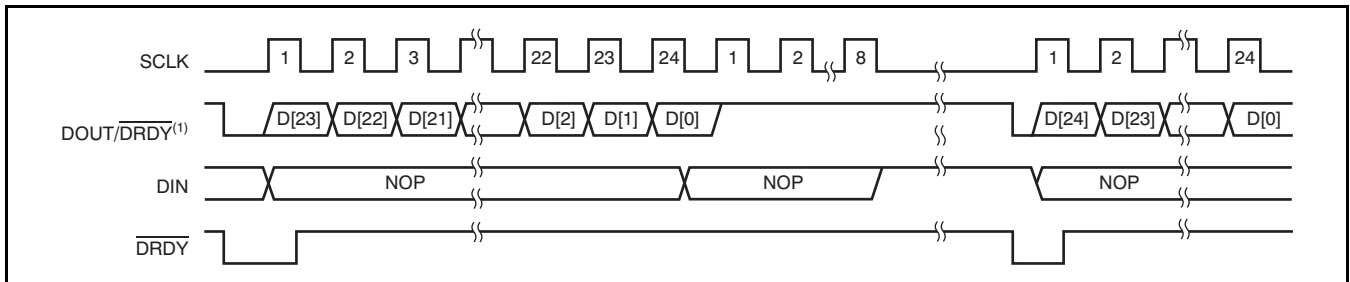 SCLK 1 2 3 22 23 24 1 2 8 1 2 24
DOUT/DRDY(1) D[23] D[22] D[21] D[2] D[1] D[0] D[24] D[23] D[0]
DIN NOP NOP NOP
DRDY